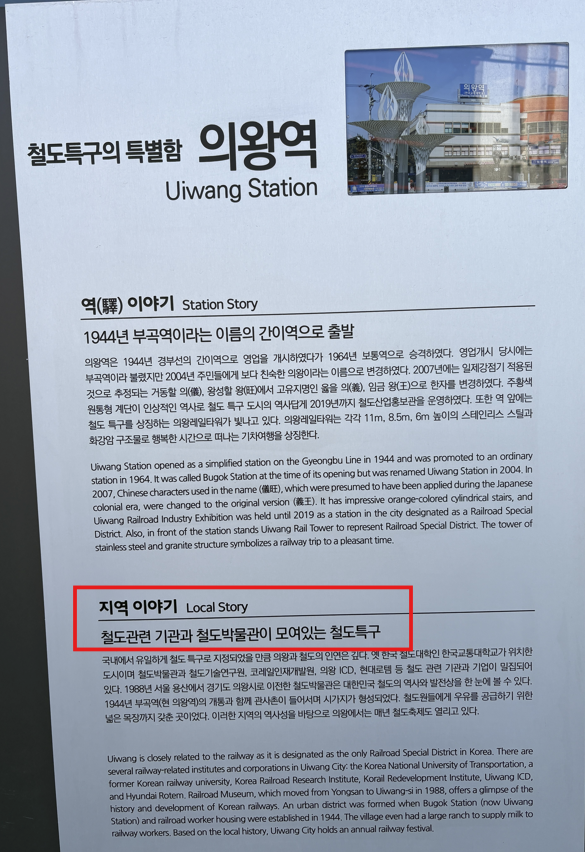 철도특구의 특별함 의왕역
Uiwang Station
의왕역
역(驛) 이야기 Station Story
1944년 부곡역이라는 이름의 간이역으로 출발
의왕역은 1944년 경부선의 간이역으로 영업을 개시하였다가 1964년 보통역으로 승격하였다. 영업개시 당시에는
부곡역이라 불렸지만 2004년 주민들에게 보다 친숙한 의왕이라는 이름으로 변경하였다. 2007년에는 일제강점기 적용된
것으로 추정되는 거동할 의(儀), 왕성할 왕(旺)에서 고유지명인 옳을 의(義), 임금 왕(王)으로 한자를 변경하였다. 주황색
원통형 계단이 인상적인 역사로 철도 특구 도시의 역사답게 2019년까지 철도산업홍보관을 운영하였다. 또한 역 앞에는
철도 특구를 상징하는 의왕레일타워가 빛나고 있다. 의왕레일타워는 각각 11m, 8.5m, 6m 높이의 스테인리스 스틸과
화강암 구조물로 행복한 시간으로 떠나는 기차여행을 상징한다.
Uiwang Station opened as a simplified station on the Gyeongbu Line in 1944 and was promoted to an ordinary
station in 1964. It was called Bugok Station at the time of its opening but was renamed Uiwang Station in 2004. In
2007, Chinese characters used in the name (儀旺), which were presumed to have been applied during the Japanese
colonial era, were changed to the original version (義王). It has impressive orange-colored cylindrical stairs, and
Uiwang Railroad Industry Exhibition was held until 2019 as a station in the city designated as a Railroad Special
District. Also, in front of the station stands Uiwang Rail Tower to represent Railroad Special District. The tower of
stainless steel and granite structure symbolizes a railway trip to a pleasant time.
지역 이야기 Local Story
철도관련 기관과 철도박물관이 모여있는 철도특구
국내에서 유일하게 철도 특구로 지정되었을 만큼 의왕과 철도의 인연은 깊다. 옛 한국 철도대학인 한국교통대학교가 위치한
도시이며 철도박물관과 철도기술연구원, 코레일인재개발원, 의왕 ICD, 현대로템 등 철도 관련 기관과 기업이 밀집되어
있다. 1988년 서울 용산에서 경기도 의왕시로 이전한 철도박물관은 대한민국 철도의 역사와 발전상을 한 눈에 볼 수 있다.
1944년 부곡역(현 의왕역)의 개통과 함께 관사촌이 들어서며 시가지가 형성되었다. 철도원들에게 우유를 공급하기 위한
넓은 목장까지 갖춘 곳이었다. 이러한 지역의 역사성을 바탕으로 의왕에서는 매년 철도축제도 열리고 있다.
Uiwang is closely related to the railway as it is designated as the only Railroad Special District in Korea. There are
several railway-related institutes and corporations in Uiwang City: the Korea National University of Transportation, a
former Korean railway university, Korea Railroad Research Institute, Korail Redevelopment Institute, Uiwang ICD,
and Hyundai Rotem. Railroad Museum, which moved from Yongsan to Uiwang-si in 1988, offers a glimpse of the
history and development of Korean railways. An urban district was formed when Bugok Station (now Uiwang
Station) and railroad worker housing were established in 1944. The village even had a large ranch to supply milk to
railway workers. Based on the local history, Uiwang City holds an annual railway festival.